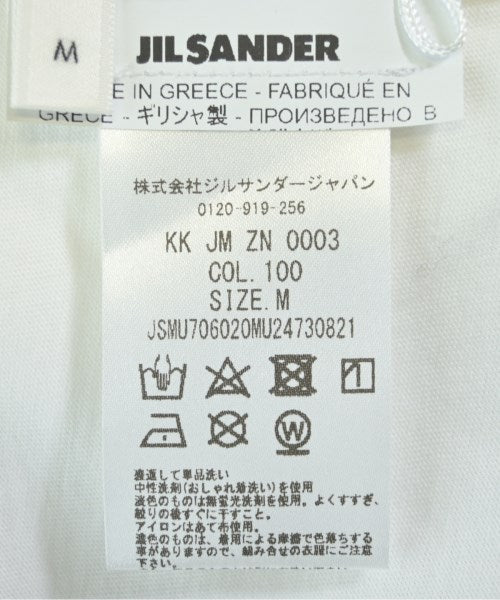 M
JIL SANDER
E IN GREECE - FABRIQUÉ EN
GRECE - ギリシャ製 - ПРОИЗВЕДЕНО В
株式会社ジルサンダージャパン
0120-919-256
KK JM ZN 0003
COL. 100
SIZE. M
JSMU706020MU24730821
W
裏返して単品洗い
中性洗剤(おしゃれ着洗い)を使用
淡色のものは無蛍光洗剤を使用。よくすすぎ、
絞りの後すぐに干すこと。
アイロンはあて布使用。
濃色のものは、着用による摩擦で色落ちする
事がありますので、組み合せの衣服にご注意
下さい。